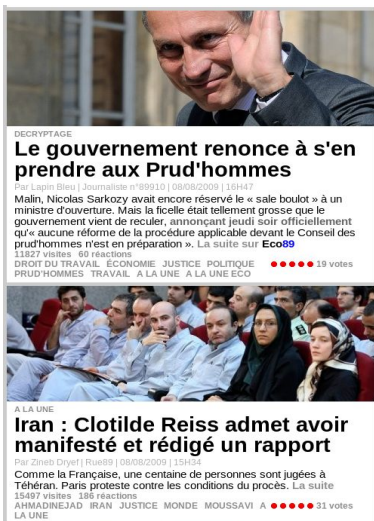 DECRYPTAGE
Le gouvernement renonce à s'en
prendre aux Prud'hommes
Par Lapin Bleu | Journaliste n°89910 | 08/08/2009 | 16H47
Malin, Nicolas Sarkozy avait encore réservé le « sale boulot » à un
ministre d'ouverture. Mais la ficelle était tellement grosse que le
gouvernement vient de reculer, annonçant jeudi soir officiellement
qu'« aucune réforme de la procédure applicable devant le Conseil des
prud'hommes n'est en préparation ». La suite sur Eco89
11827 visites 60 réactions
DROIT DU TRAVAIL ÉCONOMIE JUSTICE POLITIQUE 19 votes
PRUD'HOMMES TRAVAIL A LA UNE A LA UNE ECO
A LA UNE
Iran : Clotilde Reiss admet avoir
manifesté et rédigé un rapport
Par Zineb Dryef | Rue89 | 08/08/2009 | 15H34
Comme la Française, une centaine de personnes sont jugées à
Téhéran. Paris proteste contre les conditions du procès. La suite
15497 visites 186 réactions
AHMADINEJAD IRAN JUSTICE MONDE MOUSSAVI A 31 votes
LA UNE